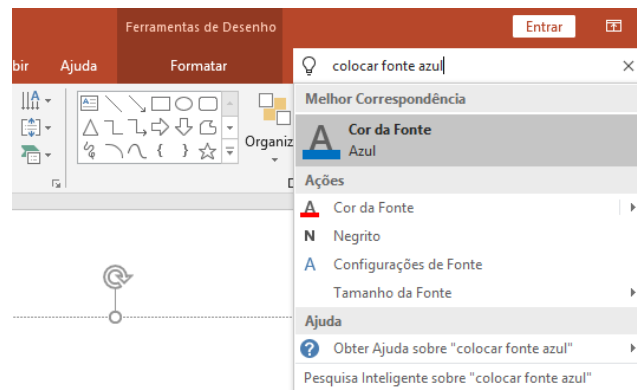 Ferramentas de Desenho
Entrar
bir Ajuda Formatar
colocar fonte azul
Melhor Correspondência
A Cor da Fonte
Azul
Organiz
Ações
A Cor da Fonte
N Negrito
A Configurações de Fonte
Tamanho da Fonte
Ajuda
? Obter Ajuda sobre "colocar fonte azul"
Pesquisa Inteligente sobre "colocar fonte azul"